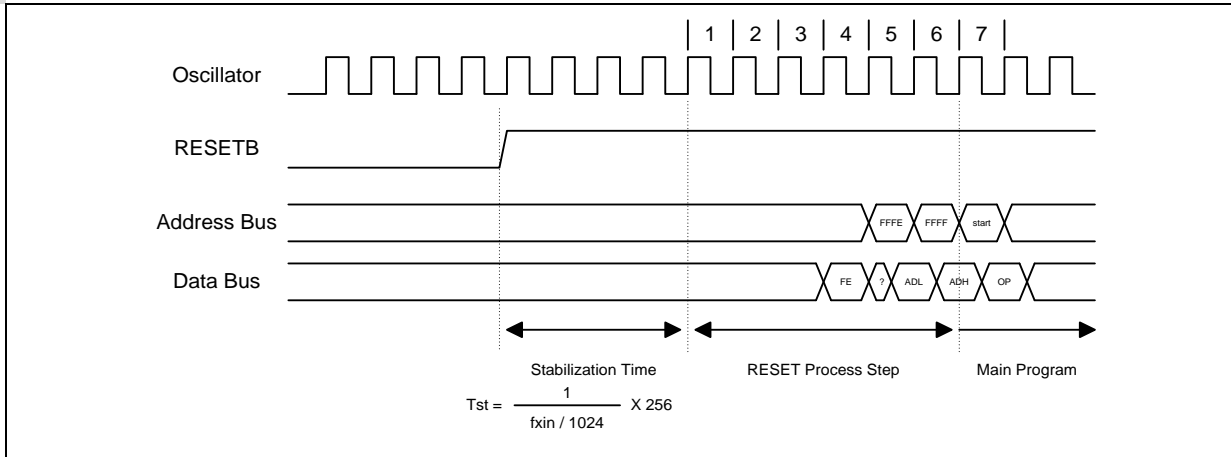 1 2 3 4 5 6 7
Oscillator
RESETB
Address Bus
FFFE FFFF start
Data Bus
FE ? ADL ADH OP
Stabilization Time
RESET Process Step
Main Program
Tst = 1 / fxin / 1024 X 256